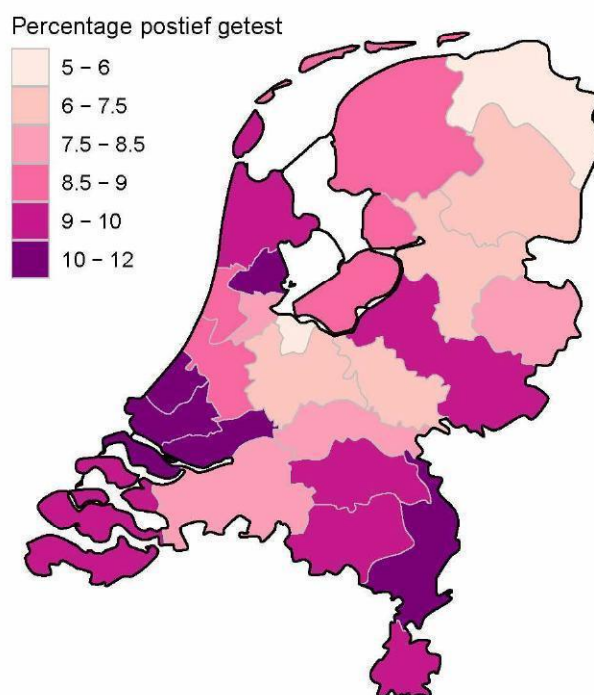 Percentage postief getest
5 – 6
6 – 7.5
7.5 – 8.5
8.5 – 9
9 – 10
10 – 12